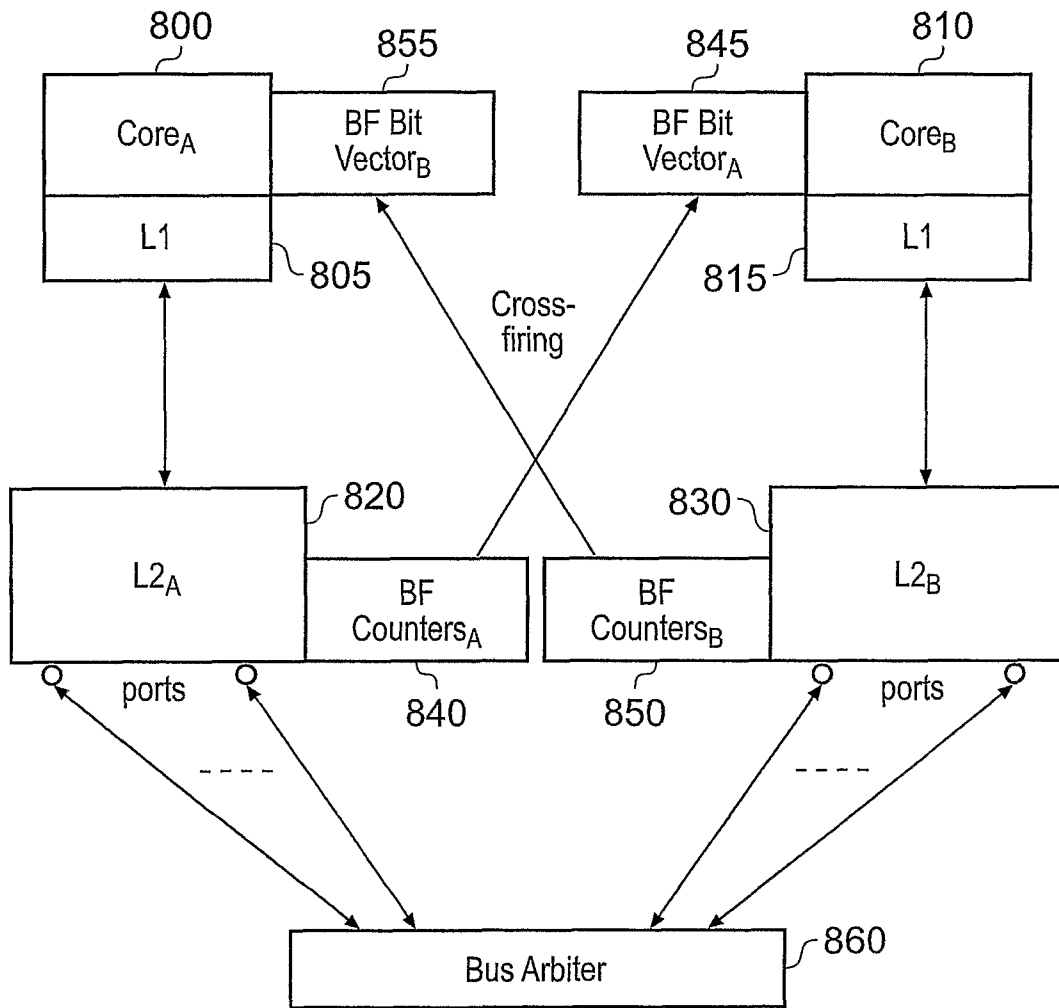 800
855
845
810
Core_A
BF Bit
Vector_B
BF Bit
Vector_A
Core_B
L1
L1
805
815
Cross-
firing
820
830
L2_A
BF
Counters_A
BF
Counters_B
L2_B
ports
840
850
ports
Bus Arbiter
860